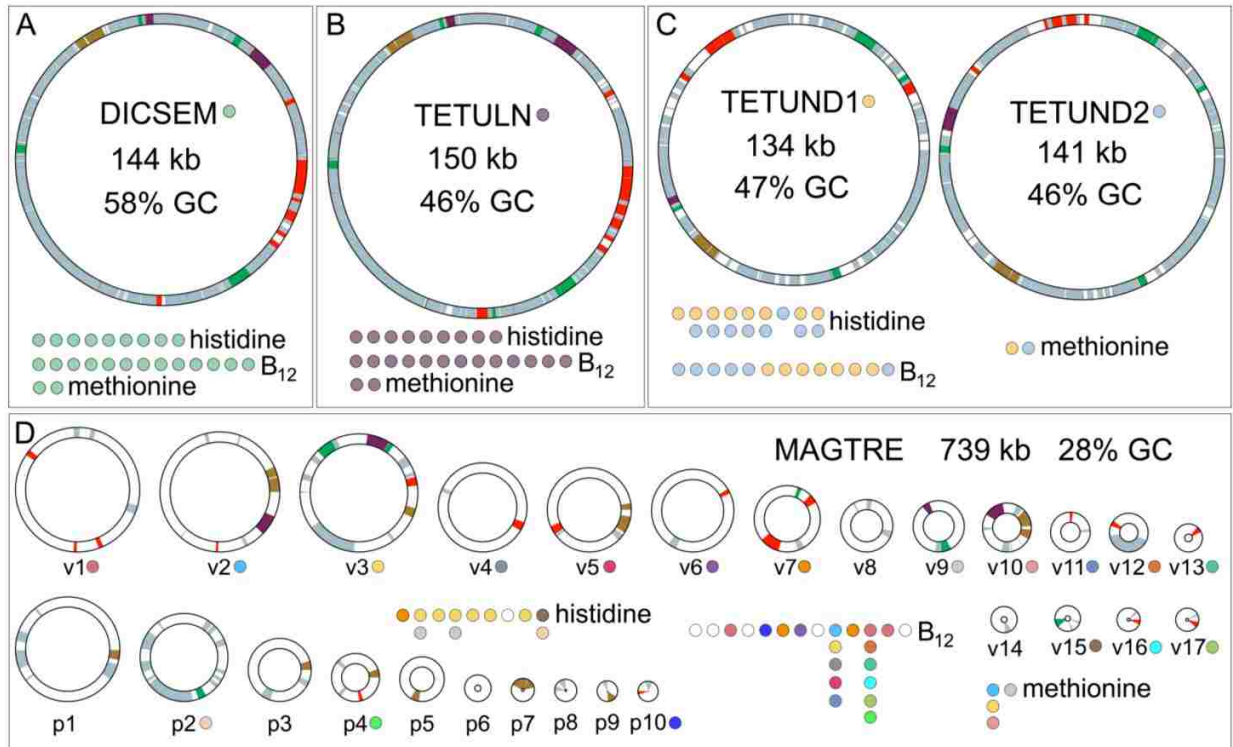 A
DICSEM
144 kb
58% GC
histidine
B12
methionine
B
TETULN
150 kb
46% GC
histidine
B12
methionine
C
TETUND1
134 kb
47% GC
TETUND2
141 kb
46% GC
histidine
methionine
B12
D
MAGTRE 739 kb 28% GC
v1 v2 v3 v4 v5 v6 v7 v8 v9 v10 v11 v12 v13
histidine
B12
v14 v15 v16 v17
methionine
p1 p2 p3 p4 p5 p6 p7 p8 p9 p10